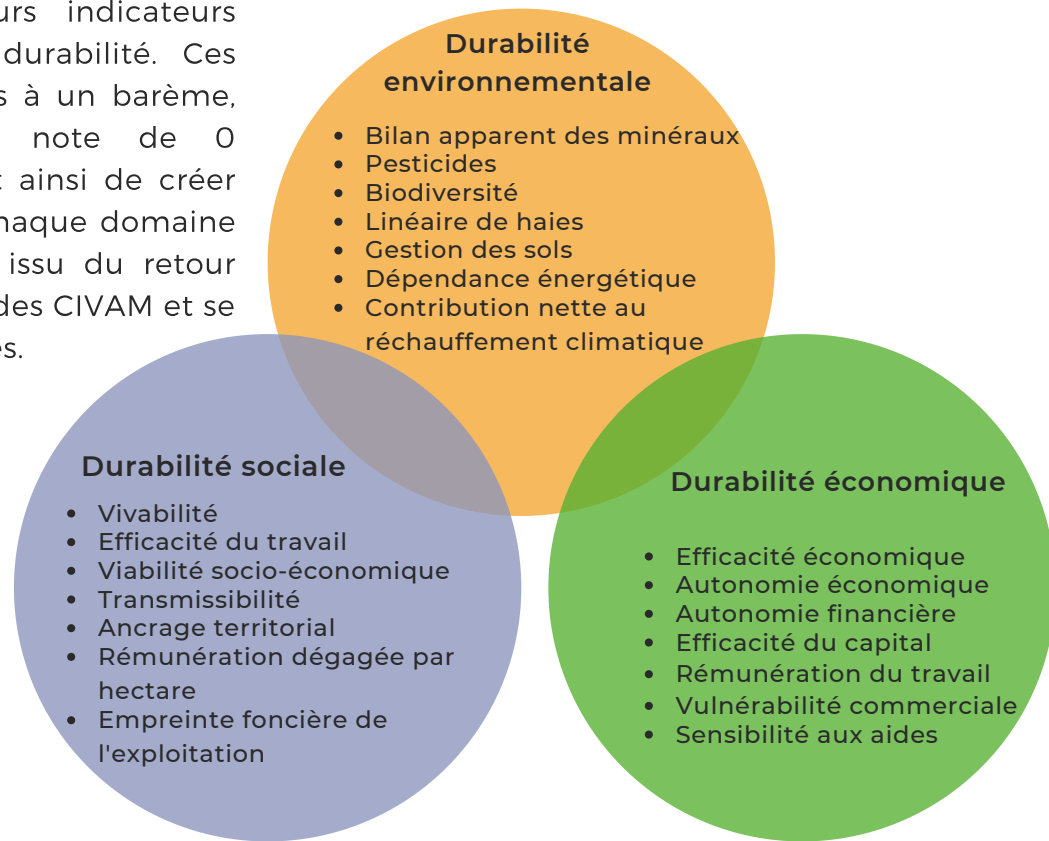 urs indicateurs
durabilité. Ces
s à un barème,
note de 0
ainsi de créer
haque domaine
issu du retour
des CIVAM et se
es.
Durabilité
environnementale
• Bilan apparent des minéraux
• Pesticides
• Biodiversité
• Linéaire de haies
• Gestion des sols
• Dépendance énergétique
• Contribution nette au
réchauffement climatique
Durabilité sociale
• Vivabilité
• Efficacité du travail
• Viabilité socio-économique
• Transmissibilité
• Ancrage territorial
• Rémunération dégagée par
hectare
• Empreinte foncière de
l'exploitation
Durabilité économique
• Efficacité économique
• Autonomie économique
• Autonomie financière
• Efficacité du capital
• Rémunération du travail
• Vulnérabilité commerciale
• Sensibilité aux aides